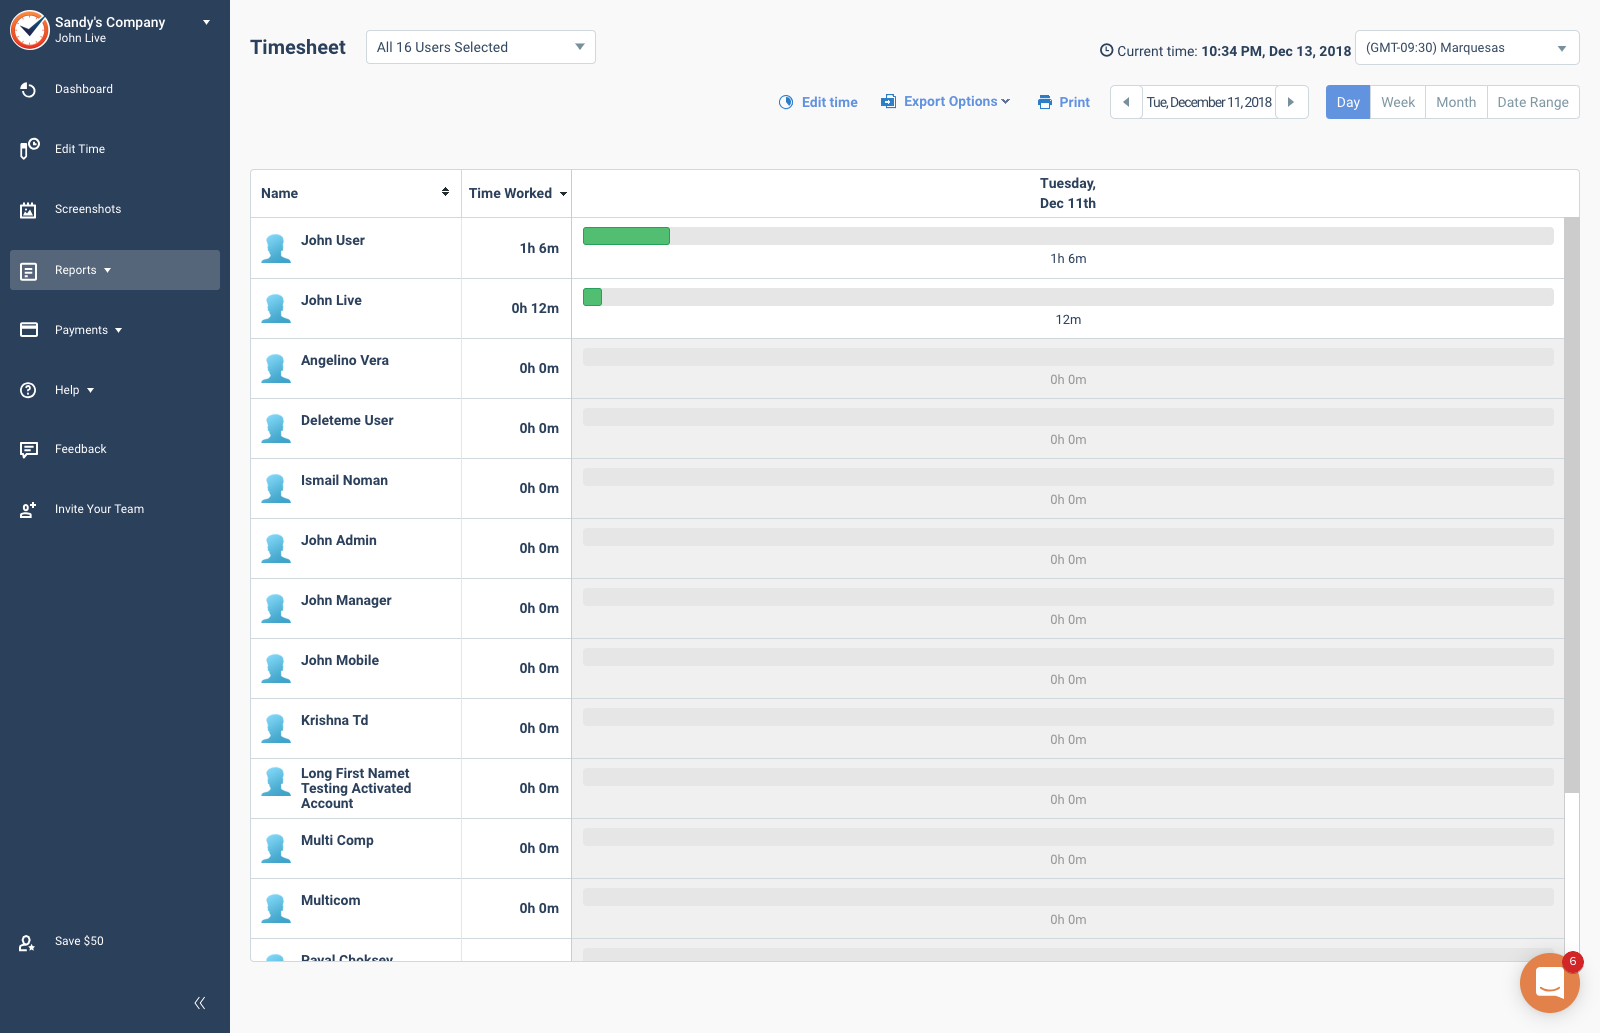 Sandy's Company
John Live
Dashboard
Edit Time
Screenshots
Reports
Payments
Help
Feedback
Invite Your Team
Save $50
Timesheet
All 16 Users Selected
Current time: 10:34 PM, Dec 13, 2018
(GMT-09:30) Marquesas
Edit time
Export Options
Print
Tue, December 11, 2018
Day
Week
Month
Date Range
Name
Time Worked
Tuesday,
Dec 11th
John User
1h 6m
1h 6m
John Live
0h 12m
12m
Angelino Vera
0h 0m
0h 0m
Deleteme User
0h 0m
0h 0m
Ismail Noman
0h 0m
0h 0m
John Admin
0h 0m
0h 0m
John Manager
0h 0m
0h 0m
John Mobile
0h 0m
0h 0m
Krishna Td
0h 0m
0h 0m
Long First Namet
Testing Activated
Account
0h 0m
0h 0m
Multi Comp
0h 0m
0h 0m
Multicom
0h 0m
0h 0m
Payal Choksey
6